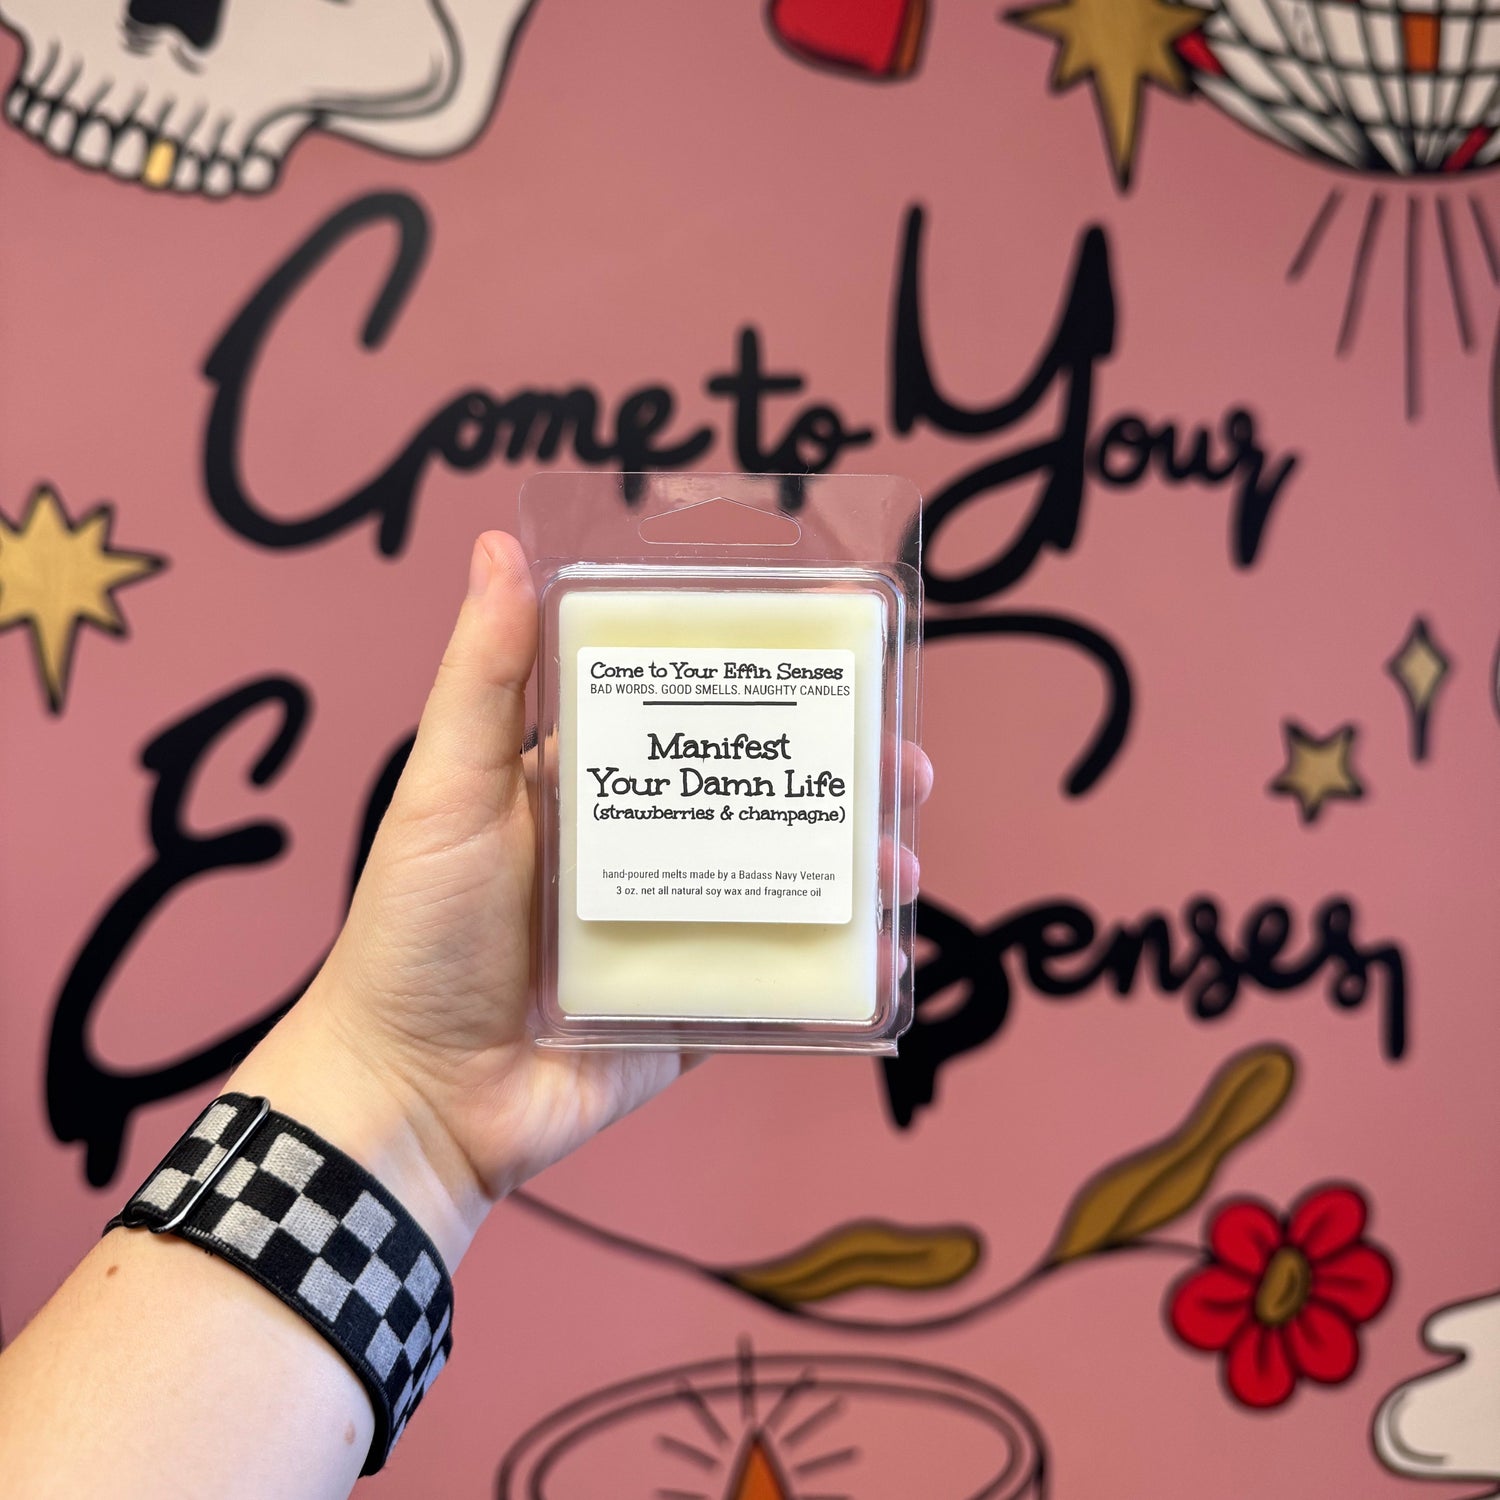 Come to Your
E Senses
Come to Your Effin Senses
BAD WORDS. GOOD SMELLS. NAUGHTY CANDLES
Manifest
Your Damn Life
(strawberries & champagne)
hand-poured melts made by a Badass Navy Veteran
3 oz. net all natural soy wax and fragrance oil